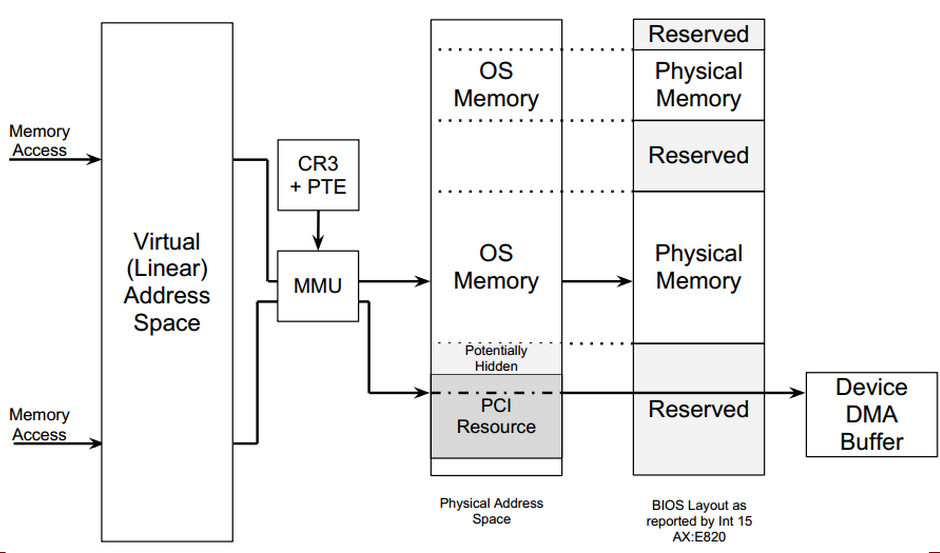 Memory
Access
Memory
Access
Virtual
(Linear)
Address
Space
CR3
+ PTE
MMU
OS
Memory
OS
Memory
Potentially
Hidden
PCI
Resource
Physical Address
Space
Reserved
Physical
Memory
Reserved
Physical
Memory
Reserved
BIOS Layout as
reported by Int 15
AX:E820
Device
DMA
Buffer